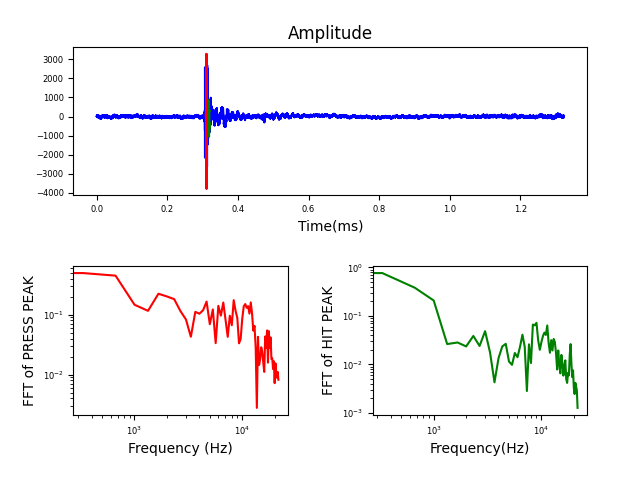 Amplitude
3000
2000
1000
0
−1000
−2000
−3000
−4000
0.0 0.2 0.4 0.6 0.8 1.0 1.2
Time(ms)
FFT of PRESS PEAK
10⁻¹
10⁻²
10³ 10⁴
Frequency (Hz)
FFT of HIT PEAK
10⁰
10⁻¹
10⁻²
10⁻³
10³ 10⁴
Frequency(Hz)